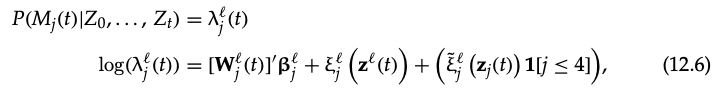 P(M_j(t)|Z_0, . . . , Z_t) = λ_j^ℓ(t)
log(λ_j^ℓ(t)) = [𝐖_j^ℓ(t)]′𝛃_j^ℓ + ξ_j^ℓ (𝐳^ℓ(t)) + (ξ̃_j^ℓ (𝐳_j(t)) 𝟏[j ≤ 4]), (12.6)